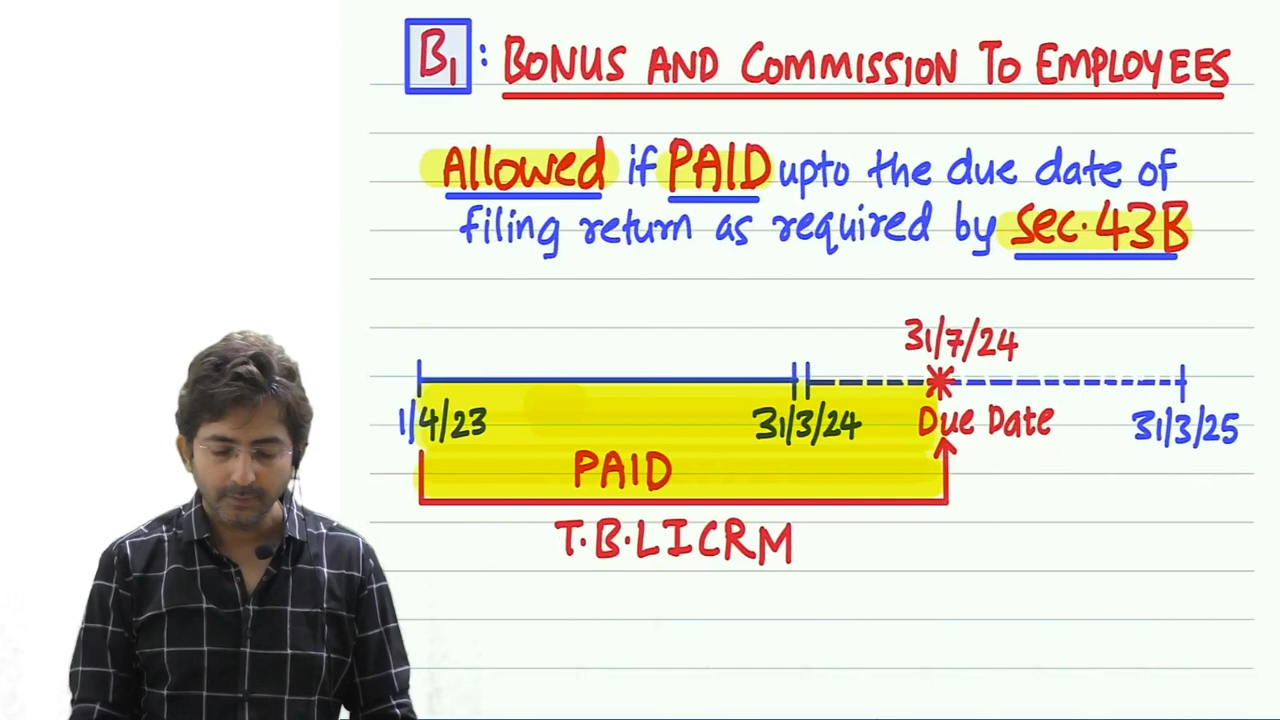 B1 : BONUS AND COMMISSION TO EMPLOYEES
Allowed if PAID upto the due date of
filing return as required by Sec. 43B
31/7/24
1/4/23 31/3/24 Due Date 31/3/25
PAID
T.B.LICRM